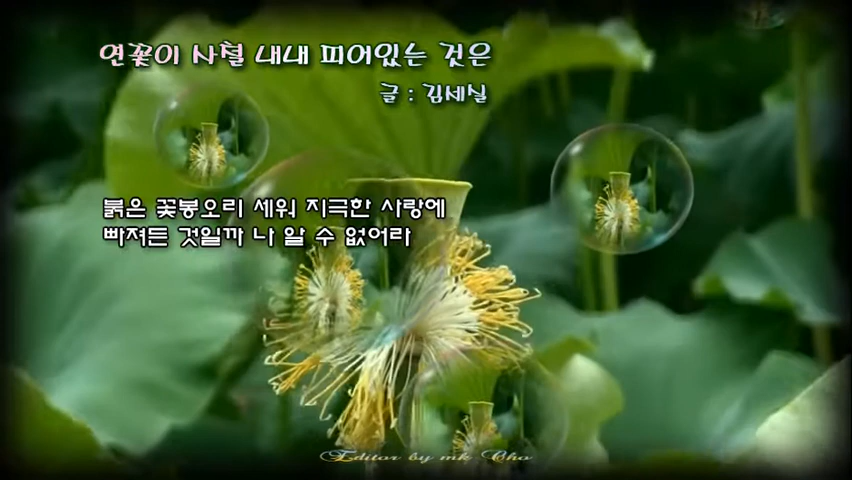 연꽃이 사철 내내 피어있는 것은
글 : 김세실
붉은 꽃봉오리 세워 지극한 사랑에
빠져든 것일까 나 알 수 없어라
Editor by mk Cho